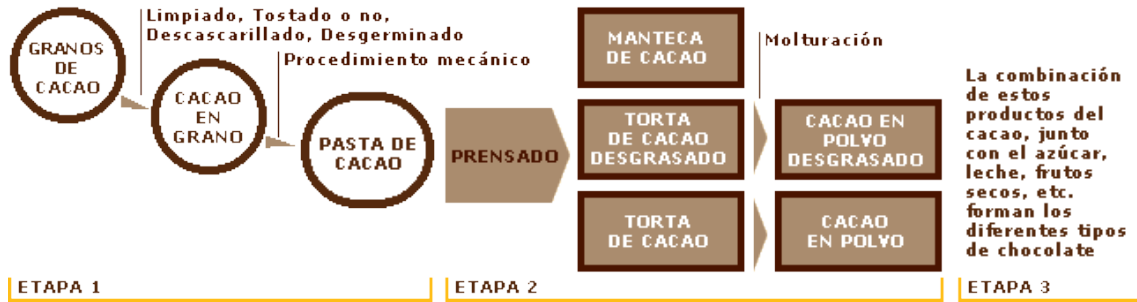 GRANOS
DE
CACAO
Limpiado, Tostado o no,
Descascarillado, Desgerminado
CACAO
EN
GRANO
Procedimiento mecánico
PASTA DE
CACAO
PRENSADO
MANTECA
DE CACAO
TORTA
DE CACAO
DESGRASADO
TORTA
DE CACAO
Molturación
CACAO EN
POLVO
DESGRASADO
CACAO
EN POLVO
La combinación
de estos
productos del
cacao, junto
con el azúcar,
leche, frutos
secos, etc.
forman los
diferentes tipos
de chocolate
ETAPA 1
ETAPA 2
ETAPA 3